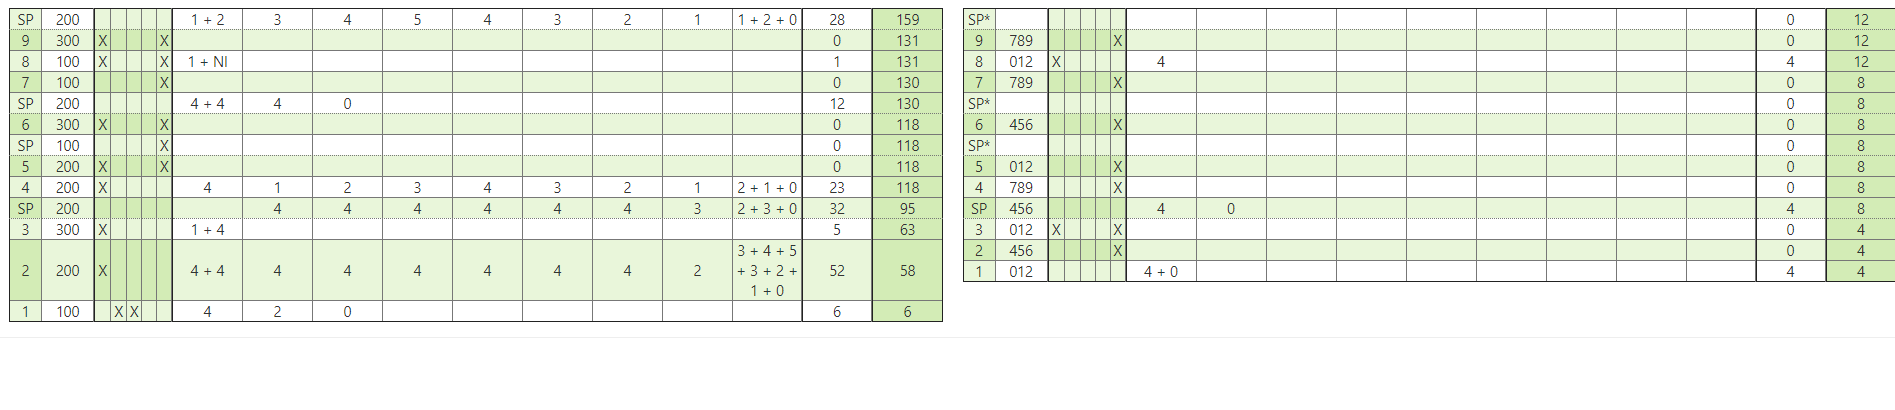 SP 200 1 + 2 3 4 5 4 3 2 1 1 + 2 + 0 28 159
9 300 X X 0 131
8 100 X X 1 + NI 1 131
7 100 X 0 130
SP 200 4 + 4 4 0 12 130
6 300 X X 0 118
SP 100 X 0 118
5 200 X X 0 118
4 200 X 4 1 2 3 4 3 2 1 2 + 1 + 0 23 118
SP 200 4 4 4 4 4 4 3 2 + 3 + 0 32 95
3 300 X 1 + 4 5 63
2 200 X 4 + 4 4 4 4 4 4 4 2 3 + 4 + 5
+ 3 + 2 +
1 + 0 52 58
1 100 X X 4 2 0 6 6
SP* 0 12
9 789 X 0 12
8 012 X 4 4 12
7 789 X 0 8
SP* 0 8
6 456 X 0 8
SP* 0 8
5 012 X 0 8
4 789 X 0 8
SP 456 4 0 4 8
3 012 X X 0 4
2 456 X 0 4
1 012 4 + 0 4 4